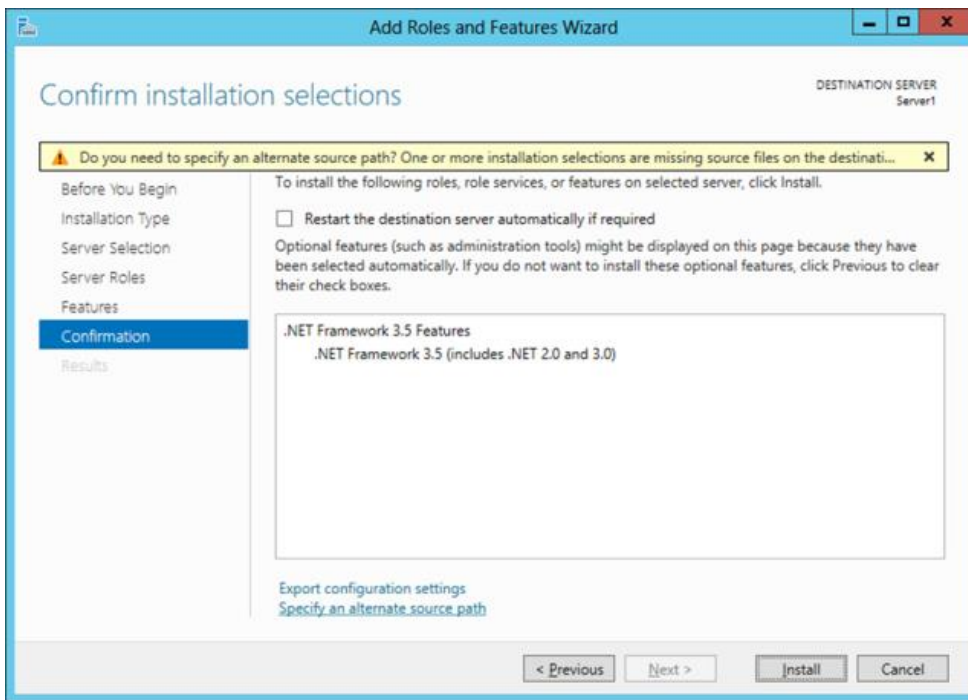 Add Roles and Features Wizard
Confirm installation selections
DESTINATION SERVER
Server1
Do you need to specify an alternate source path? One or more installation selections are missing source files on the destinati...
Before You Begin
Installation Type
Server Selection
Server Roles
Features
Confirmation
Results
To install the following roles, role services, or features on selected server, click Install.
Restart the destination server automatically if required
Optional features (such as administration tools) might be displayed on this page because they have
been selected automatically. If you do not want to install these optional features, click Previous to clear
their check boxes.
.NET Framework 3.5 Features
.NET Framework 3.5 (includes .NET 2.0 and 3.0)
Export configuration settings
Specify an alternate source path
< Previous
Next >
Install
Cancel